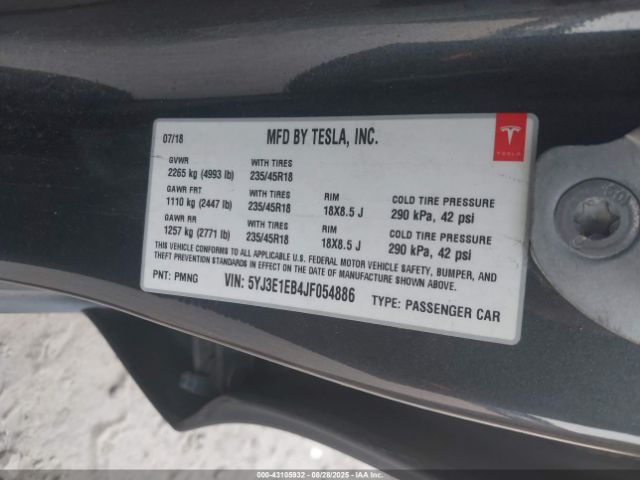 07/18 MFD BY TESLA, INC.
TESLA
GVWR WITH TIRES
2265 kg (4993 lb) 235/45R18
GAWR FRT WITH TIRES RIM COLD TIRE PRESSURE
1110 kg (2447 lb) 235/45R18 18X8.5 J 290 kPa, 42 psi
GAWR RR WITH TIRES RIM COLD TIRE PRESSURE
1257 kg (2771 lb) 235/45R18 18X8.5 J 290 kPa, 42 psi
THIS VEHICLE CONFORMS TO ALL APPLICABLE U.S. FEDERAL MOTOR VEHICLE SAFETY, BUMPER, AND
THEFT PREVENTION STANDARDS IN EFFECT ON THE DATE OF MANUFACTURE SHOWN ABOVE.
PNT: PMNG VIN: 5YJ3E1EB4JF054886 TYPE: PASSENGER CAR
000-43105932 - 08/28/2025 - IAAI.COM